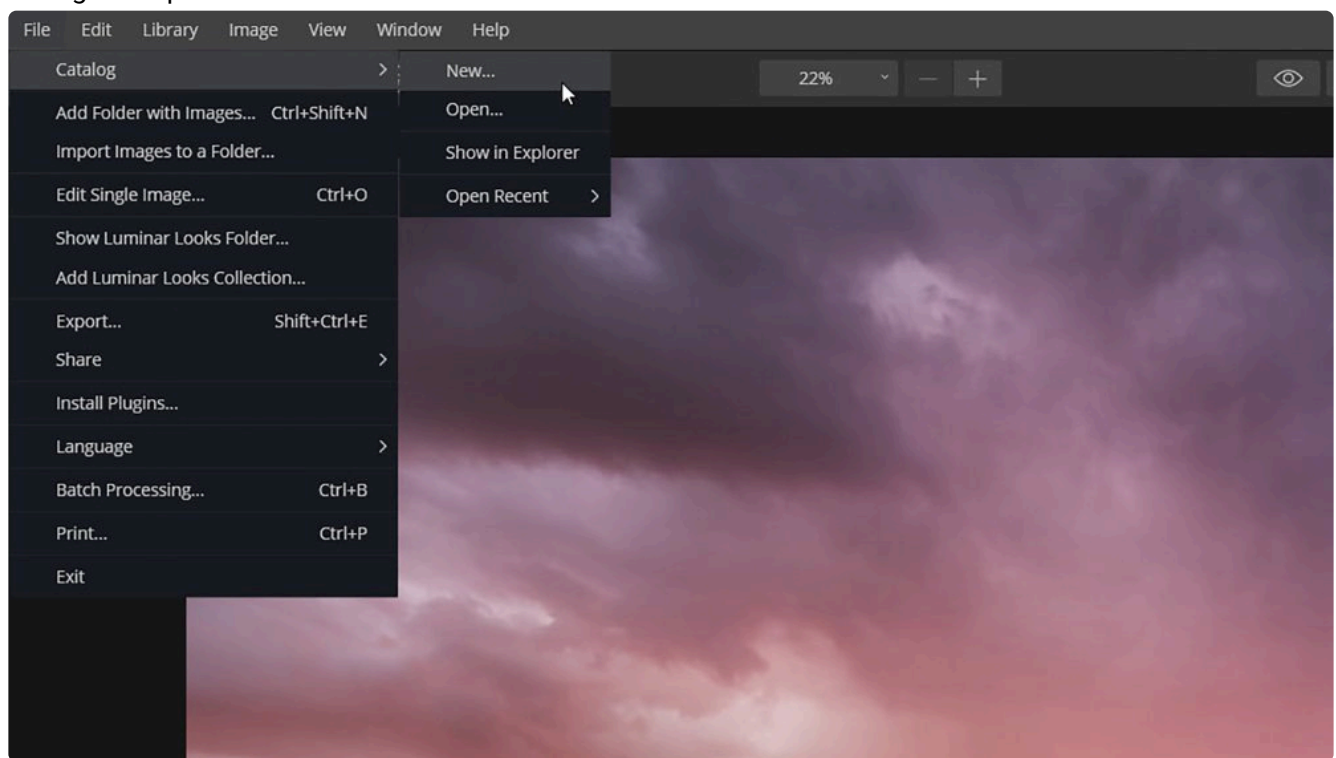 File Edit Library Image View Window Help
Catalog >
New...
22%
Open...
Add Folder with Images... Ctrl+Shift+N
Import Images to a Folder...
Show in Explorer
Edit Single Image... Ctrl+O
Open Recent >
Show Luminar Looks Folder...
Add Luminar Looks Collection...
Export... Shift+Ctrl+E
Share >
Install Plugins...
Language >
Batch Processing... Ctrl+B
Print... Ctrl+P
Exit